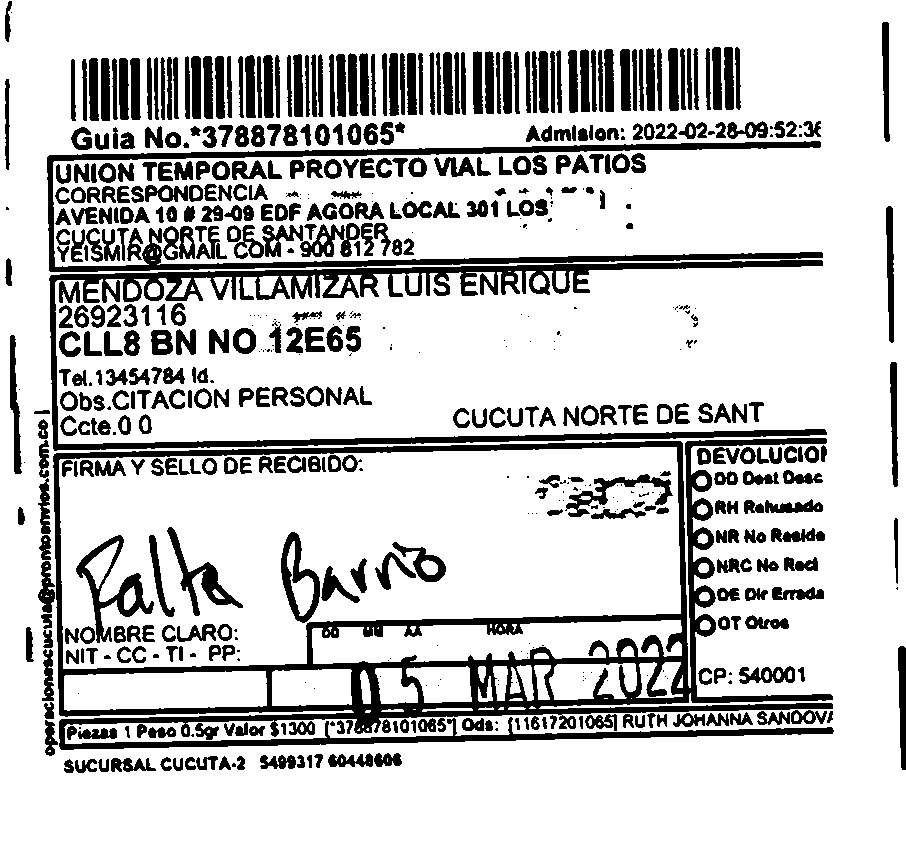 Guia No.*378878101065*
Admision: 2022-02-28-09:52:36
UNION TEMPORAL PROYECTO VIAL LOS PATIOS
CORRESPONDENCIA
AVENIDA 10 # 29-09 EDF AGORA LOCAL 301 LOS
CUCUTA NORTE DE SANTANDER
YEISMIR@GMAIL COM - 900 812 782
MENDOZA VILLAMIZAR LUIS ENRIQUE
26923116
CLL8 BN NO 12E65
Tel.13454784 Id.
Obs.CITACION PERSONAL
Ccte.0 0
CUCUTA NORTE DE SANT
operacionescucuta@prontoenvios.com.co
FIRMA Y SELLO DE RECIBIDO:
Falta Barrio
NOMBRE CLARO:
NIT - CC - TI - PP:
DD MM AA HORA
05 MAR 2022
DEVOLUCION
DD Dest Desc
RH Rehusado
NR No Reside
NRC No Recl
DE Dir Errada
OT Otros
CP: 540001
Piezas 1 Peso 0.5gr Valor $1300 [*378878101065*] Ods: [11617201065] RUTH JOHANNA SANDOVA
SUCURSAL CUCUTA-2 5499317 60448606